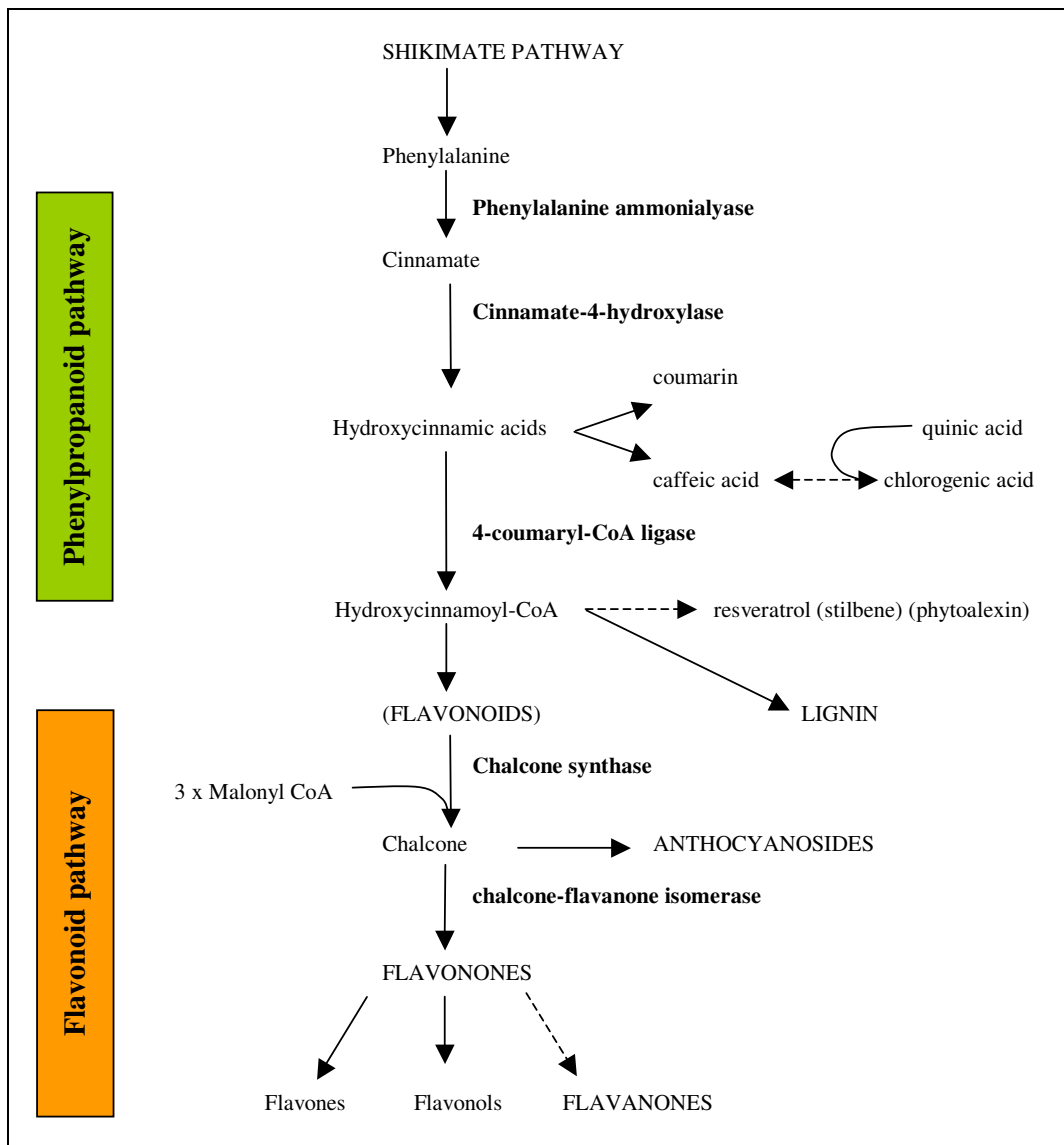 SHIKIMATE PATHWAY
Phenylalanine
Phenylalanine ammonialyase
Cinnamate
Cinnamate-4-hydroxylase
coumarin
Hydroxycinnamic acids
quinic acid
caffeic acid
chlorogenic acid
4-coumaryl-CoA ligase
Hydroxycinnamoyl-CoA
resveratrol (stilbene) (phytoalexin)
Phenylpropanoid pathway
(FLAVONOIDS)
LIGNIN
Chalcone synthase
3 x Malonyl CoA
Chalcone
ANTHOCYANOSIDES
chalcone-flavanone isomerase
FLAVONONES
Flavones
Flavonols
FLAVANONES
Flavonoid pathway